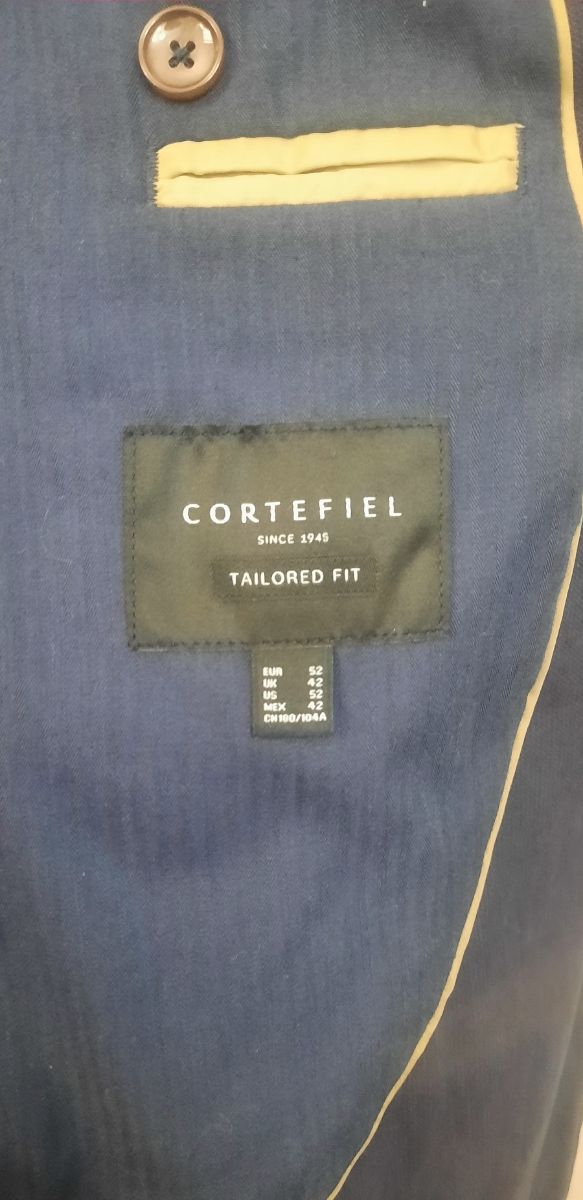 CORTEFIEL
SINCE 1945
TAILORED FIT
EUR 52
UK 42
US 52
MEX 42
CN180/104A